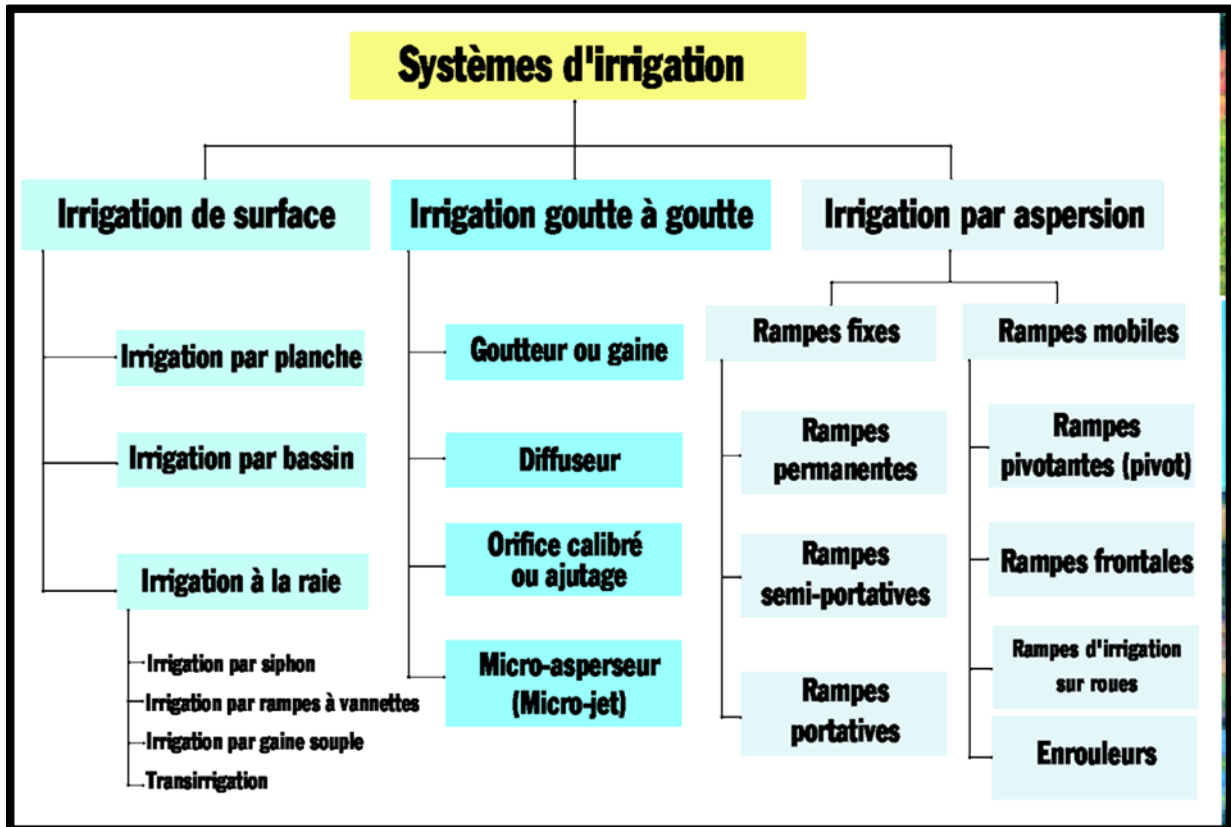 Systèmes d'irrigation
Irrigation de surface
Irrigation par planche
Irrigation par bassin
Irrigation à la raie
Irrigation par siphon
Irrigation par rampes à vannettes
Irrigation par gaine souple
Transirrigation
Irrigation goutte à goutte
Goutteur ou gaine
Diffuseur
Orifice calibré
ou ajutage
Micro-asperseur
(Micro-jet)
Irrigation par aspersion
Rampes fixes
Rampes
permanentes
Rampes
semi-portatives
Rampes
portatives
Rampes mobiles
Rampes
pivotantes (pivot)
Rampes frontales
Rampes d'irrigation
sur roues
Enrouleurs